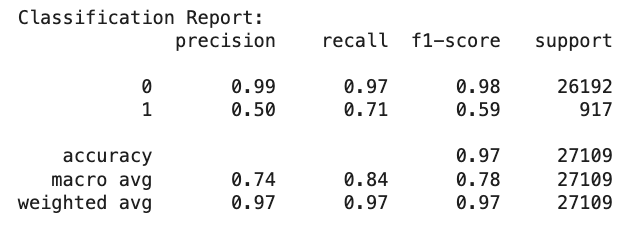 Classification Report:
precision recall f1-score support
0 0.99 0.97 0.98 26192
1 0.50 0.71 0.59 917
accuracy 0.97 27109
macro avg 0.74 0.84 0.78 27109
weighted avg 0.97 0.97 0.97 27109